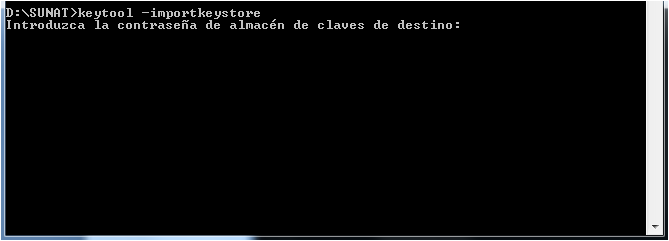 D:\SUNAT>keytool -importkeystore
Introduzca la contraseña de almacén de claves de destino: